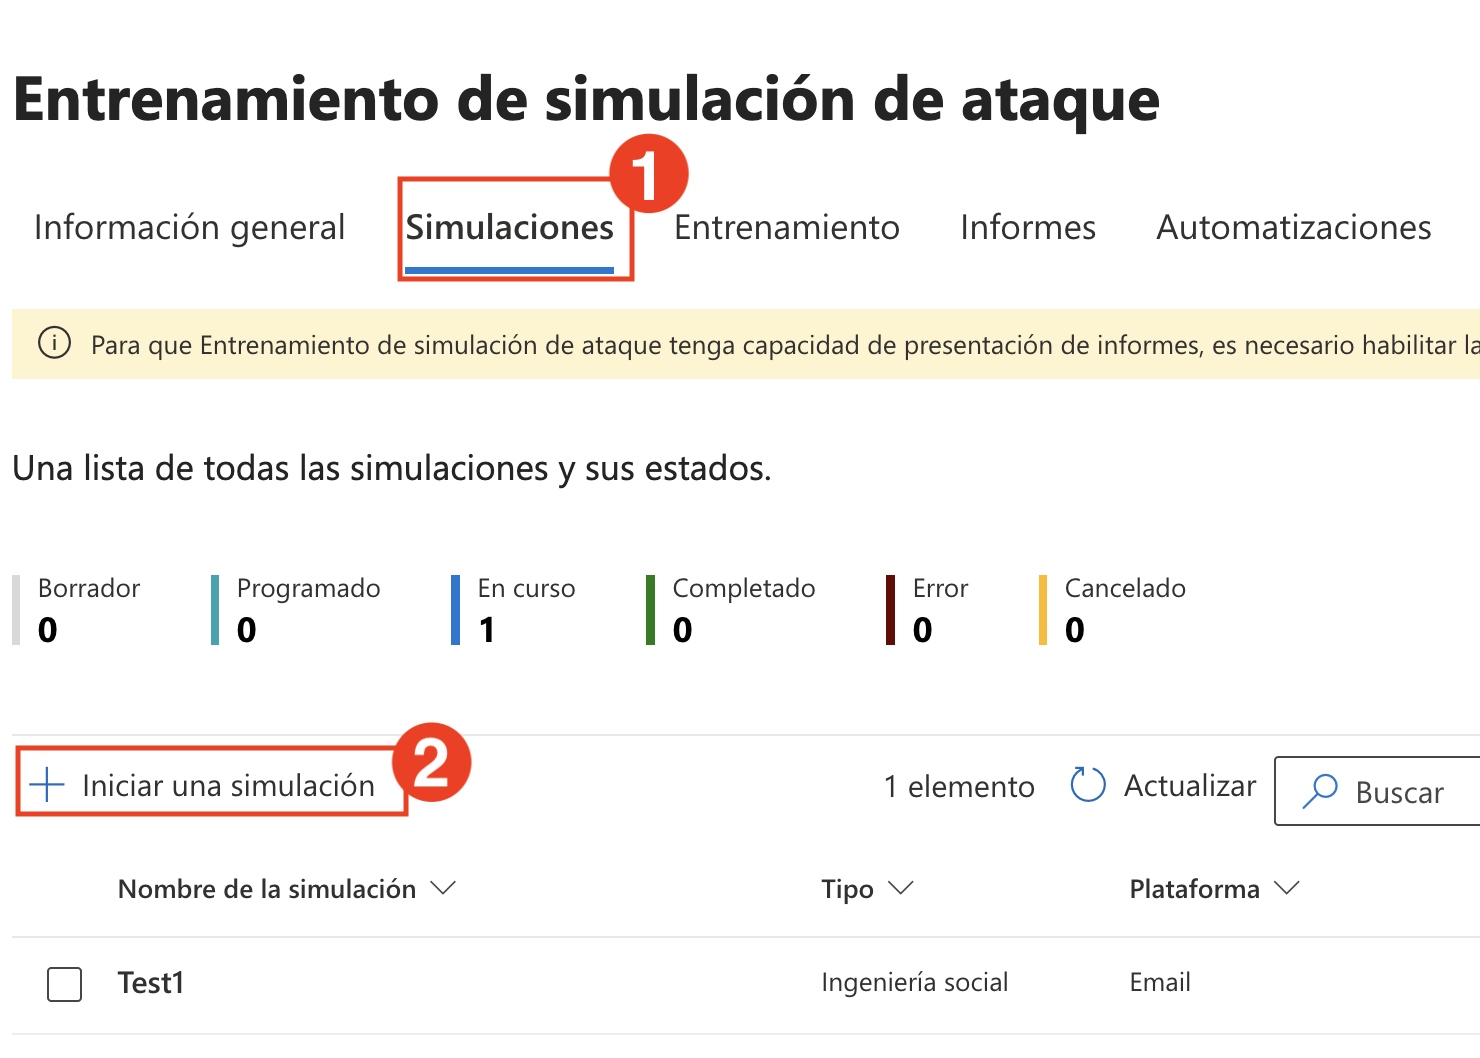 Entrenamiento de simulación de ataque
1
Información general Simulaciones Entrenamiento Informes Automatizaciones
Para que Entrenamiento de simulación de ataque tenga capacidad de presentación de informes, es necesario habilitar la
Una lista de todas las simulaciones y sus estados.
Borrador Programado En curso Completado Error Cancelado
0 0 1 0 0 0
2
Iniciar una simulación 1 elemento Actualizar Buscar
Nombre de la simulación Tipo Plataforma
Test1 Ingeniería social Email